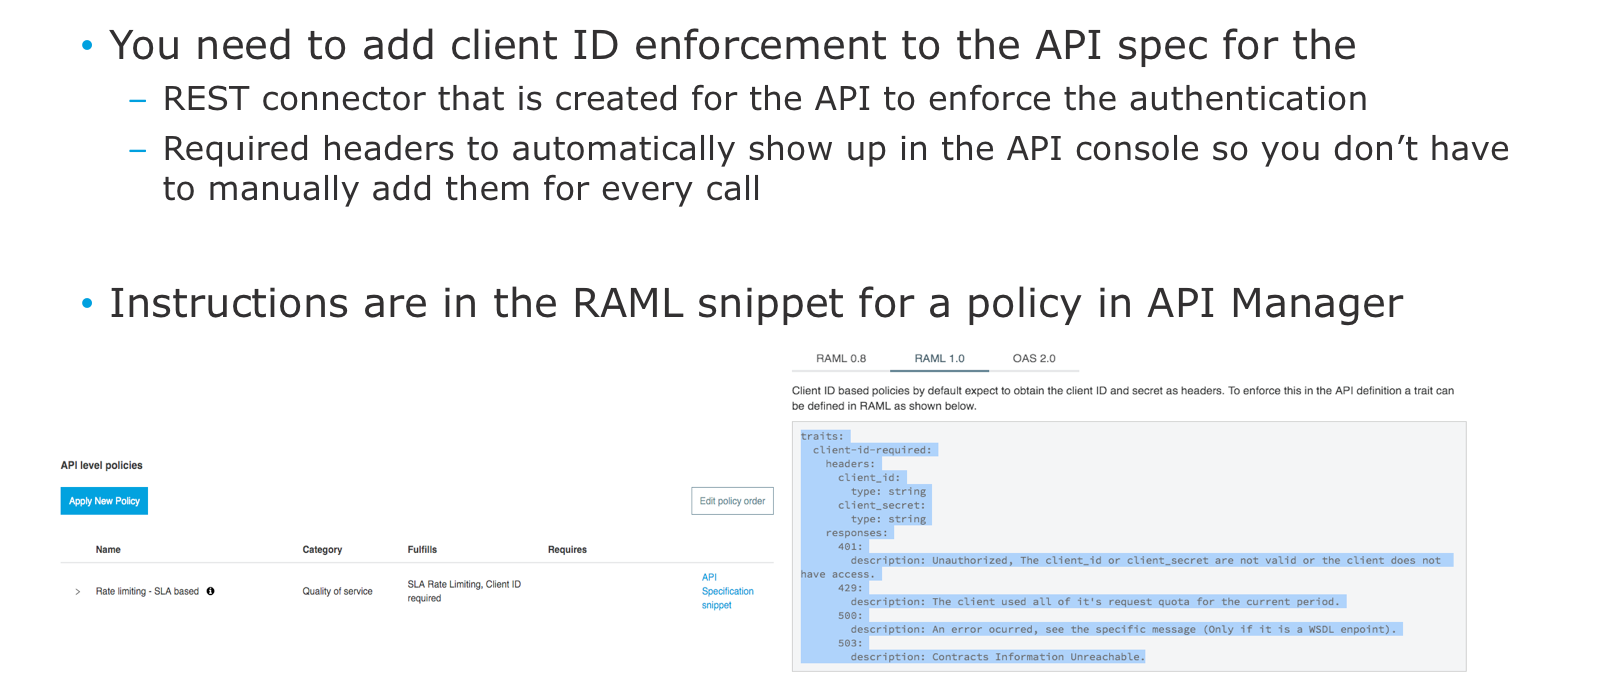 • You need to add client ID enforcement to the API spec for the
– REST connector that is created for the API to enforce the authentication
– Required headers to automatically show up in the API console so you don’t have
to manually add them for every call
• Instructions are in the RAML snippet for a policy in API Manager
API level policies
Apply New Policy
Edit policy order
Name Category Fulfills Requires
> Rate limiting - SLA based Quality of service SLA Rate Limiting, Client ID
required
API
Specification
snippet
RAML 0.8 RAML 1.0 OAS 2.0
Client ID based policies by default expect to obtain the client ID and secret as headers. To enforce this in the API definition a trait can
be defined in RAML as shown below.
traits:
client-id-required:
headers:
client_id:
type: string
client_secret:
type: string
responses:
401:
description: Unauthorized, The client_id or client_secret are not valid or the client does not
have access.
429:
description: The client used all of it's request quota for the current period.
500:
description: An error ocurred, see the specific message (Only if it is a WSDL enpoint).
503:
description: Contracts Information Unreachable.